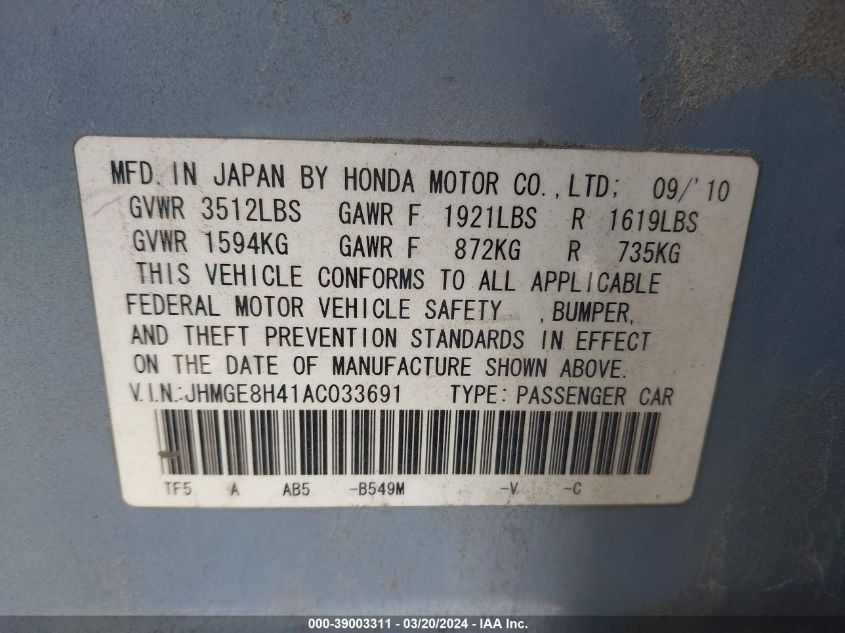 MFD. IN JAPAN BY HONDA MOTOR CO., LTD; 09/'10
GVWR 3512LBS GAWR F 1921LBS R 1619LBS
GVWR 1594KG GAWR F 872KG R 735KG
THIS VEHICLE CONFORMS TO ALL APPLICABLE
FEDERAL MOTOR VEHICLE SAFETY , BUMPER,
AND THEFT PREVENTION STANDARDS IN EFFECT
ON THE DATE OF MANUFACTURE SHOWN ABOVE.
V.I.N.:JHMGE8H41AC033691 TYPE: PASSENGER CAR
TF5 A AB5 -B549M -V -C
000-39003311 - 03/20/2024 - IAA Inc.